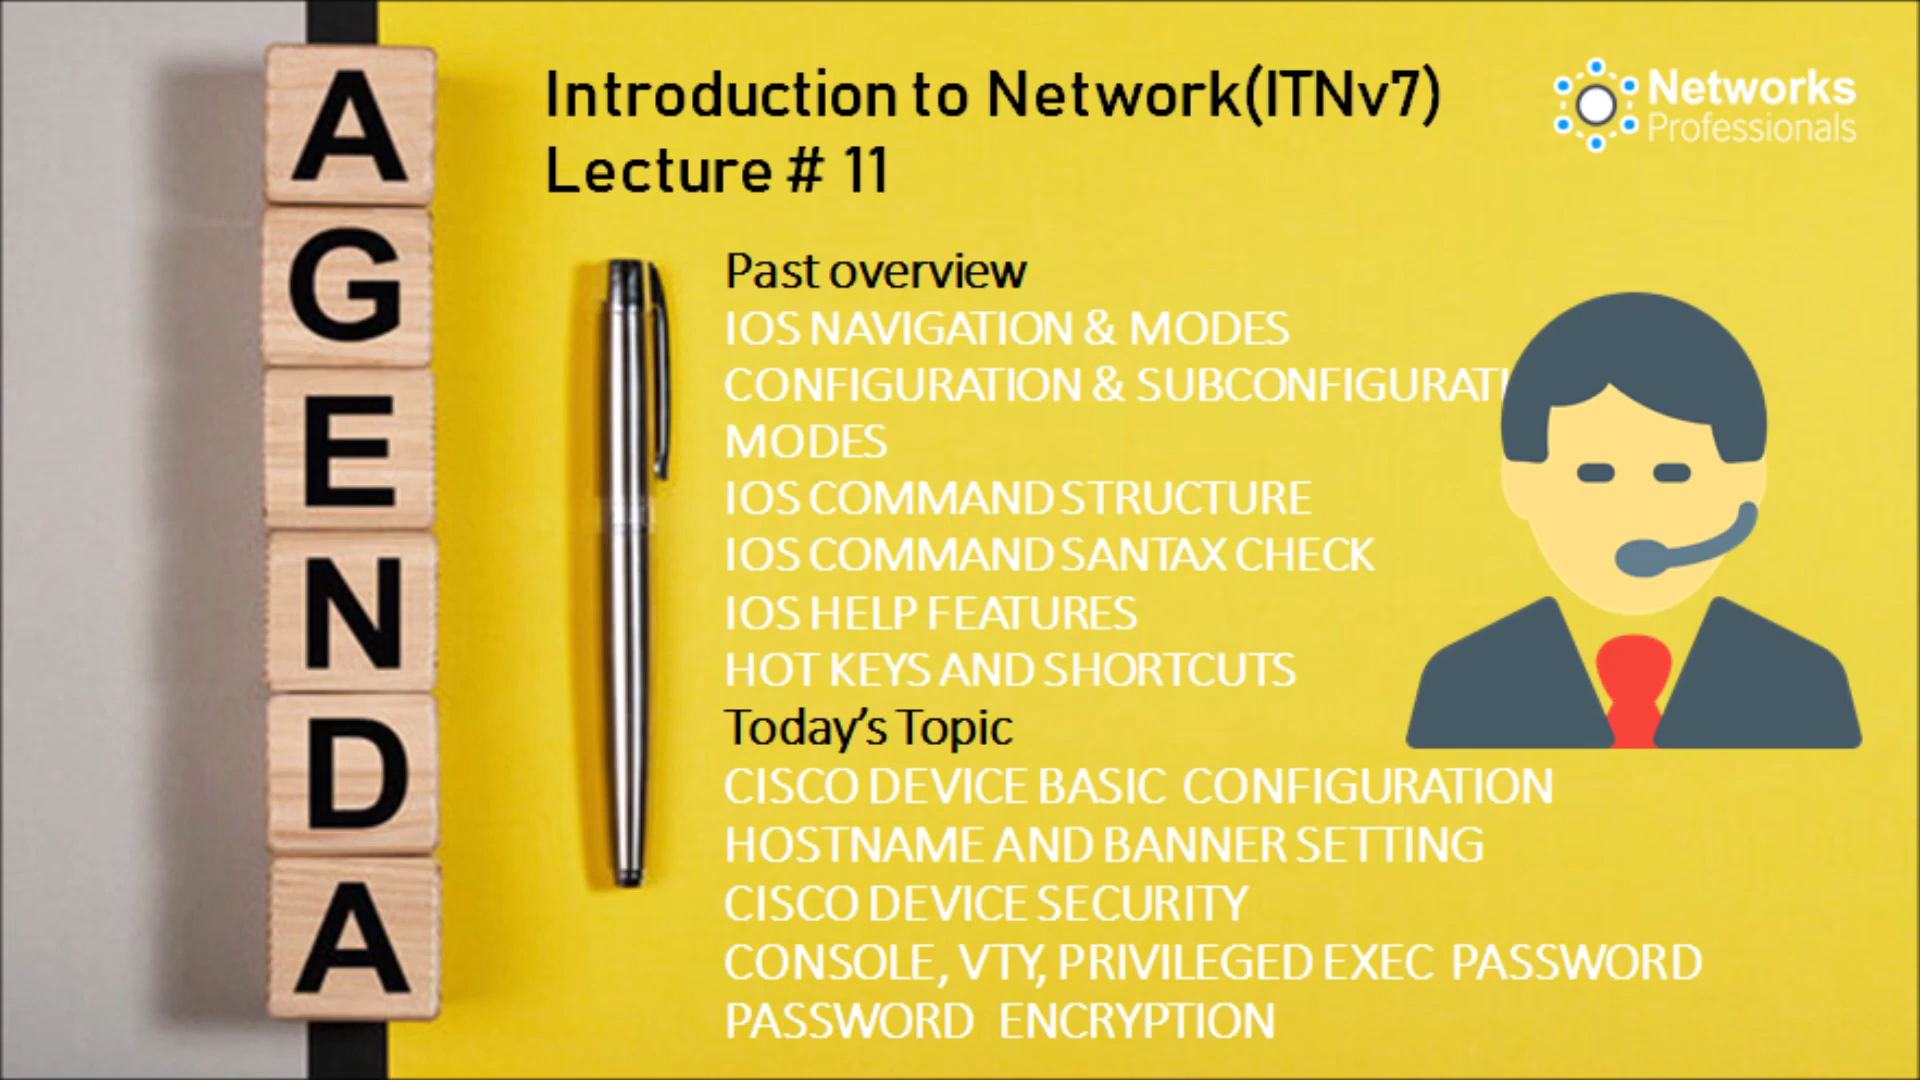 AGENDA
Introduction to Network(ITNv7)
Lecture # 11
Networks
Professionals
Past overview
IOS NAVIGATION & MODES
CONFIGURATION & SUBCONFIGURATI
MODES
IOS COMMAND STRUCTURE
IOS COMMAND SANTAX CHECK
IOS HELP FEATURES
HOT KEYS AND SHORTCUTS
Today's Topic
CISCO DEVICE BASIC CONFIGURATION
HOSTNAME AND BANNER SETTING
CISCO DEVICE SECURITY
CONSOLE, VTY, PRIVILEGED EXEC PASSWORD
PASSWORD ENCRYPTION